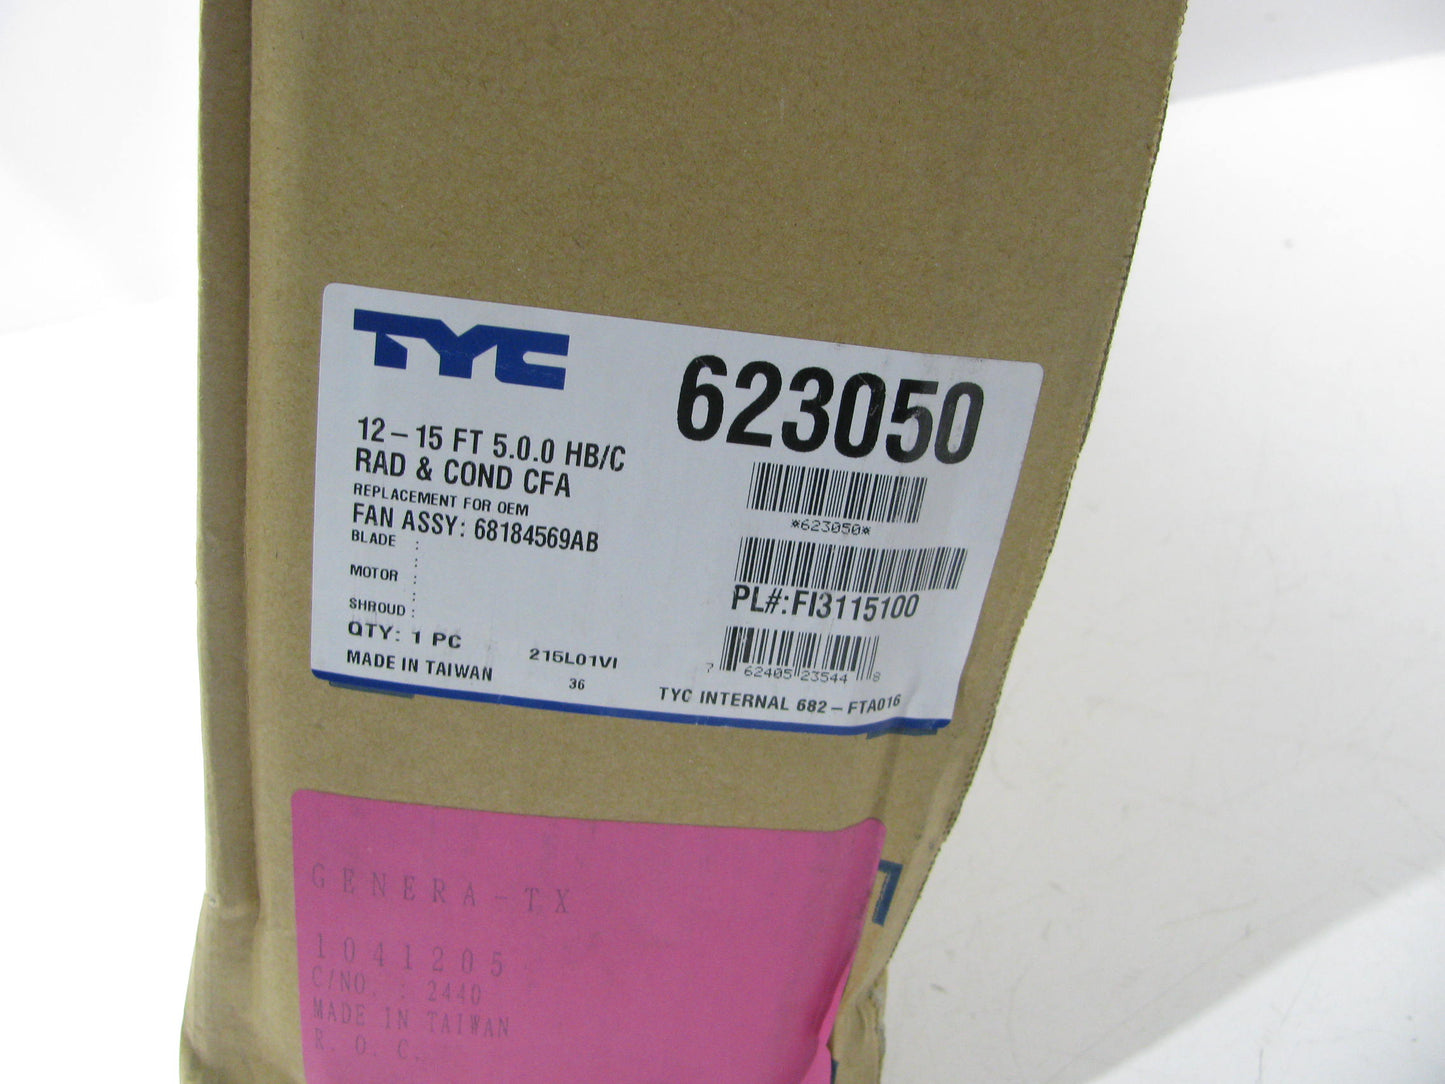 TYC
623050
12-15 FT 5.0.0 HB/C
RAD & COND CFA
REPLACEMENT FOR OEM
FAN ASSY: 68184569AB
BLADE :
MOTOR :
SHROUD :
QTY: 1 PC
MADE IN TAIWAN
215L01VI
36
*623050*
PL#:FI3115100
7 62405 23544 8
TYC INTERNAL 682-FTA016
GENERA-TX
1041205
C/NO. : 2440
MADE IN TAIWAN
R. O. C.